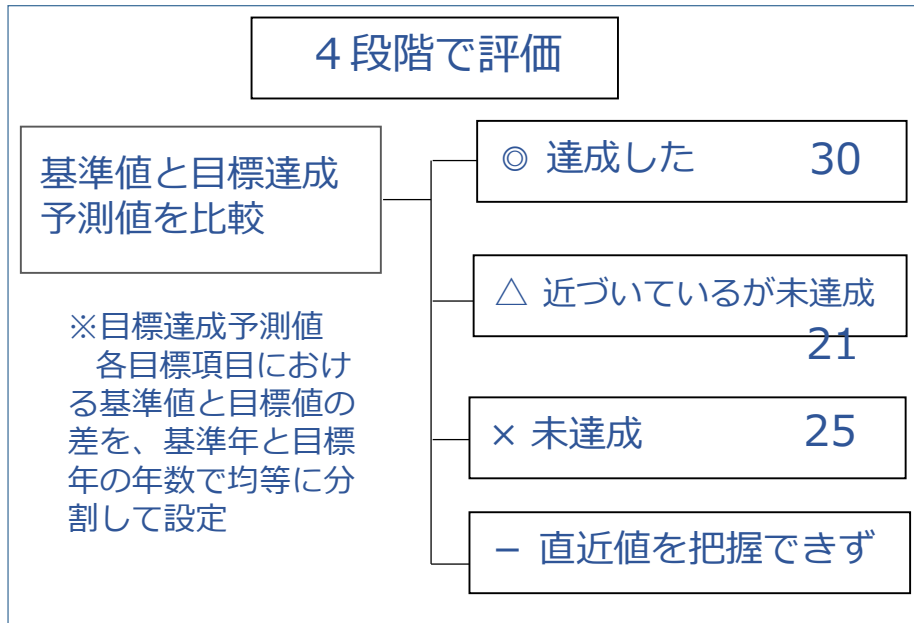 ４段階で評価
基準値と目標達成
予測値を比較
※目標達成予測値
各目標項目におけ
る基準値と目標値の
差を、基準年と目標
年の年数で均等に分
割して設定
◎ 達成した 30
△ 近づいているが未達成
21
× 未達成 25
− 直近値を把握できず